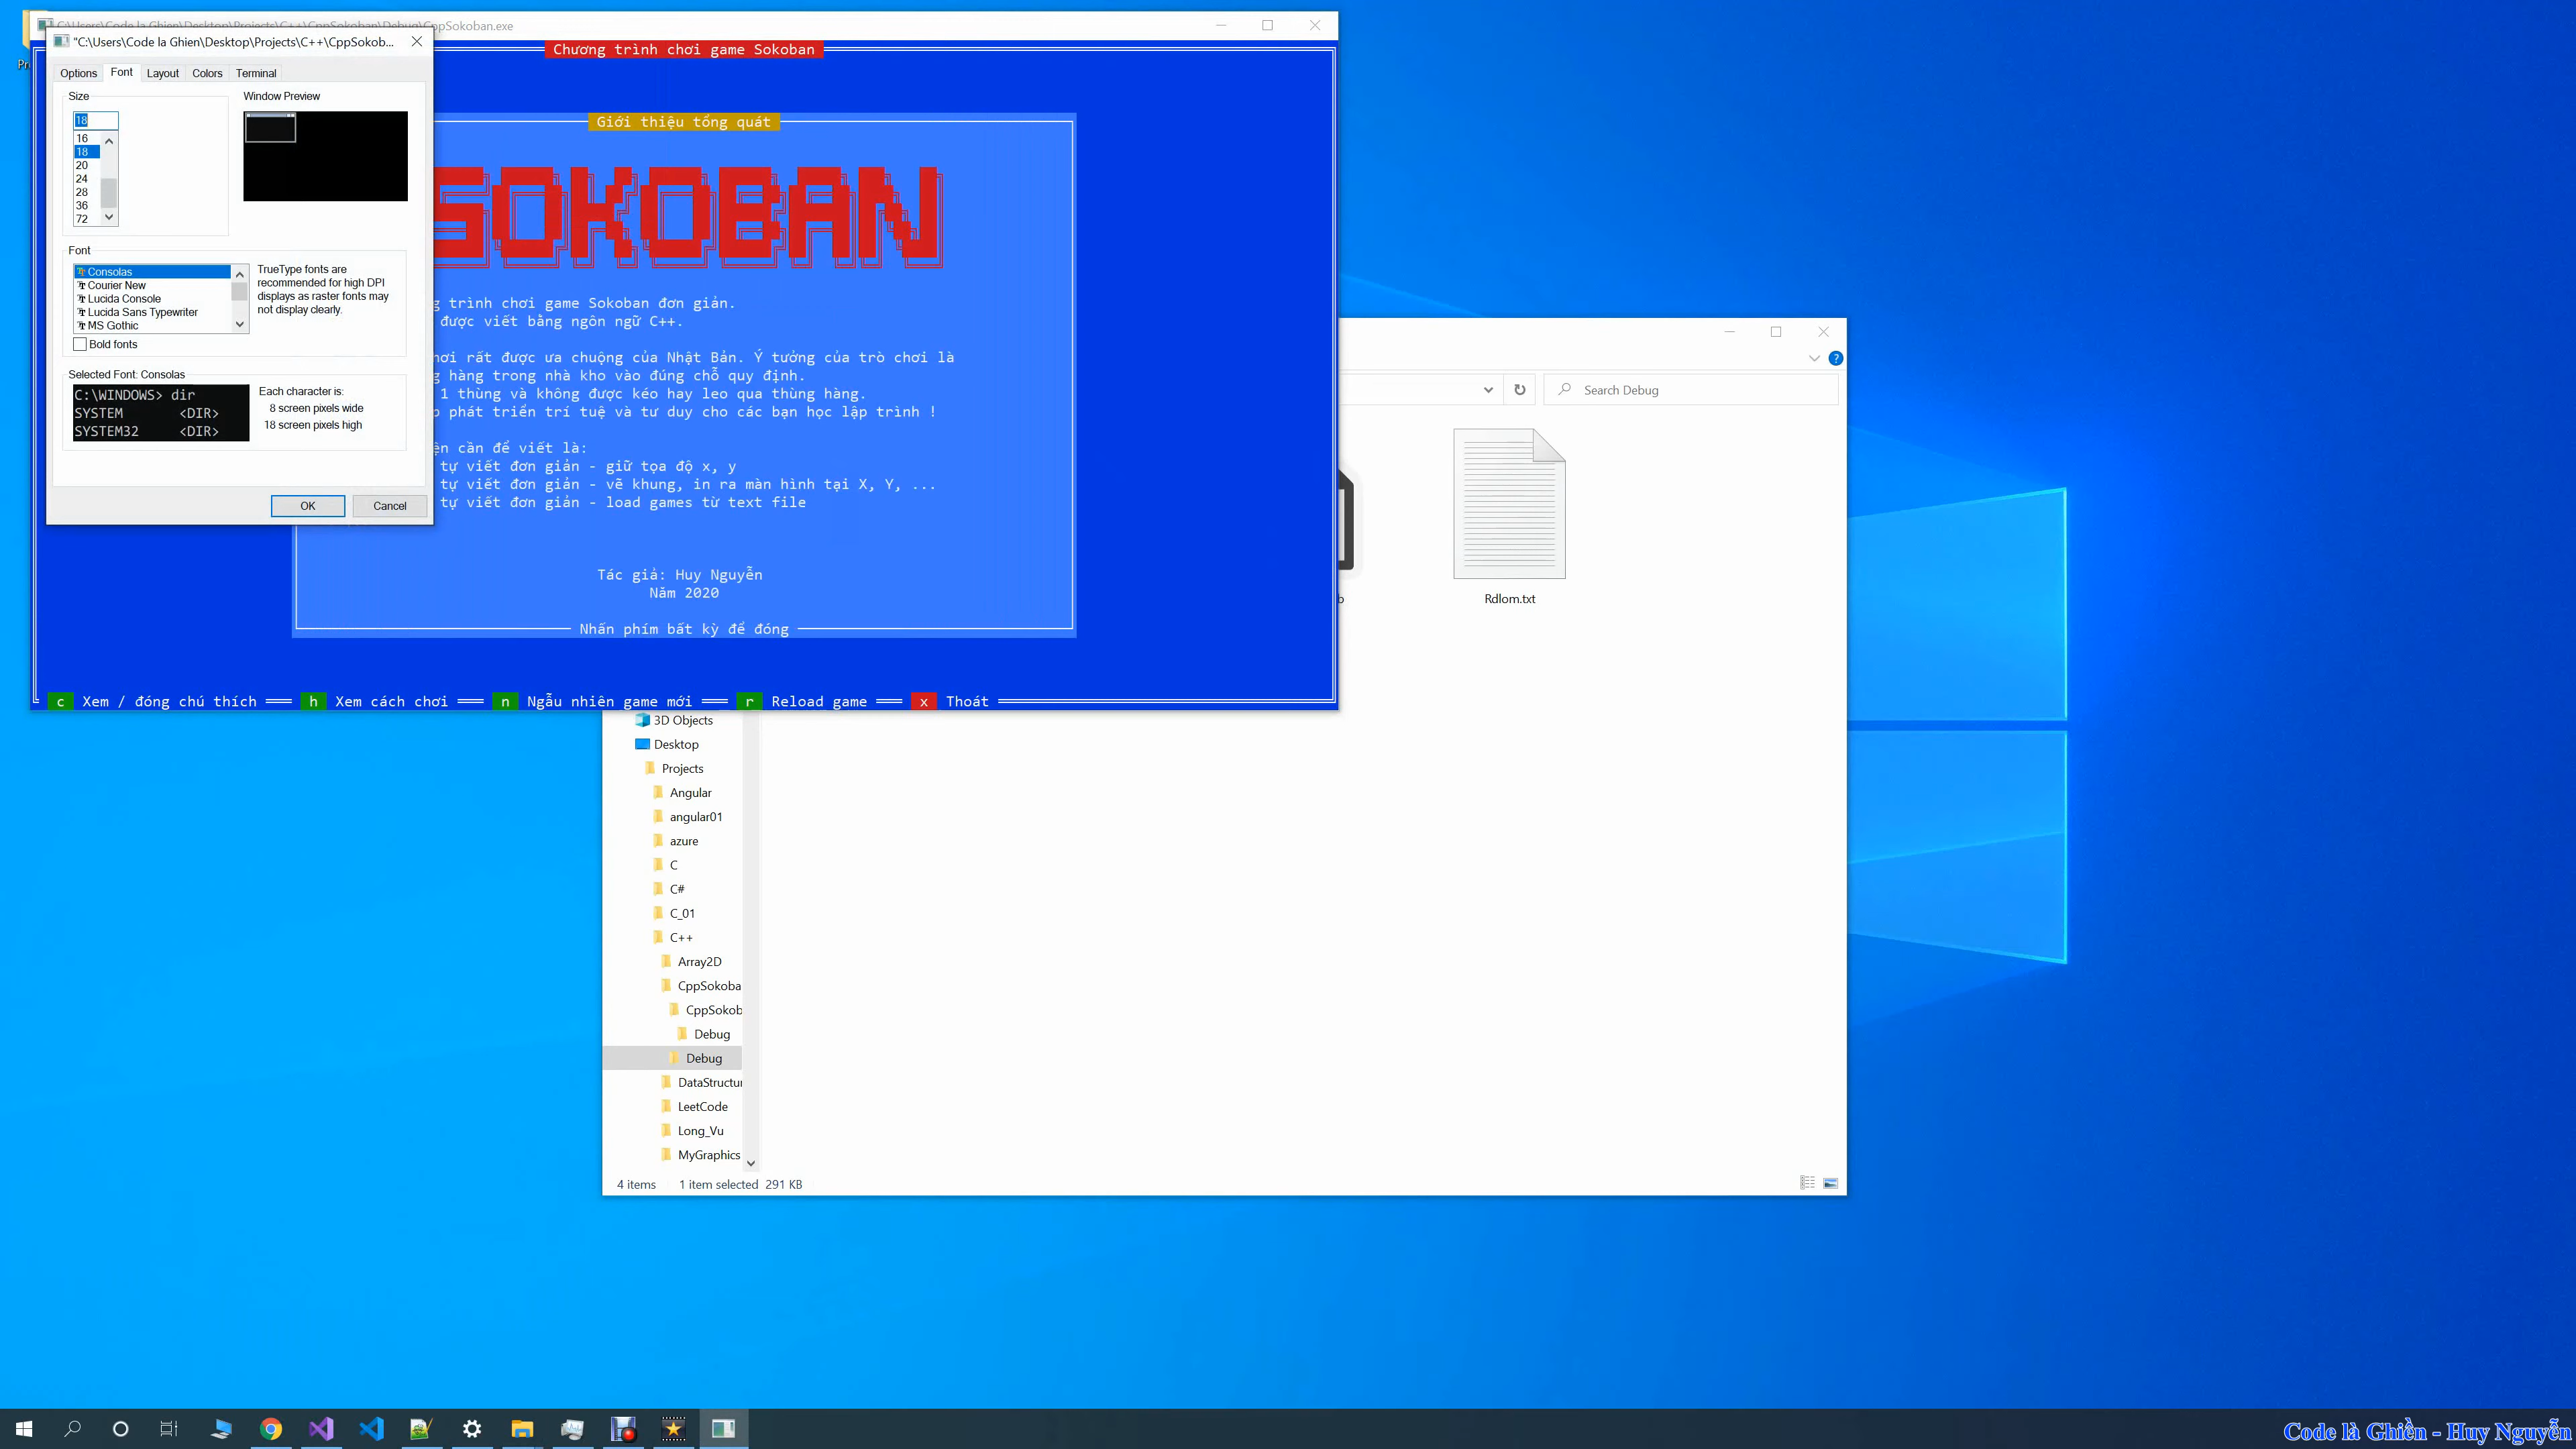 C:\Users\Code la Ghien\Desktop\Projects\C++\CppSokoban\Debug\CppSokoban.exe
"C:\Users\Code la Ghien\Desktop\Projects\C++\CppSokob...
Options Font Layout Colors Terminal
Size
18
16
18
20
24
28
36
72
Window Preview
Font
Consolas
Courier New
Lucida Console
Lucida Sans Typewriter
MS Gothic
Bold fonts
TrueType fonts are
recommended for high DPI
displays as raster fonts may
not display clearly.
Selected Font: Consolas
C:\WINDOWS> dir
SYSTEM <DIR>
SYSTEM32 <DIR>
Each character is:
8 screen pixels wide
18 screen pixels high
OK Cancel
Chương trình chơi game Sokoban
Giới thiệu tổng quát
SOKOBAN
trình chơi game Sokoban đơn giản.
được viết bằng ngôn ngữ C++.
rất được ưa chuộng của Nhật Bản. Ý tưởng của trò chơi là
hàng trong nhà kho vào đúng chỗ quy định.
1 thùng và không được kéo hay leo qua thùng hàng.
phát triển trí tuệ và tư duy cho các bạn học lập trình !
cần để viết là:
tự viết đơn giản - giữ tọa độ x, y
tự viết đơn giản - vẽ khung, in ra màn hình tại X, Y, ...
tự viết đơn giản - load games từ text file
Tác giả: Huy Nguyễn
Năm 2020
Nhấn phím bất kỳ để đóng
c Xem / đóng chú thích h Xem cách chơi n Ngẫu nhiên game mới r Reload game x Thoát
?
Search Debug
Rdlom.txt
3D Objects
Desktop
Projects
Angular
angular01
azure
C
C#
C_01
C++
Array2D
CppSokoba
CppSokob
Debug
Debug
DataStructur
LeetCode
Long_Vu
MyGraphics
4 items 1 item selected 291 KB
Code là Ghiền - Huy Nguyễn